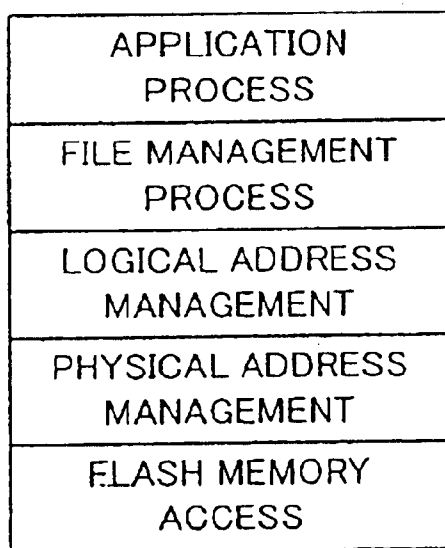 APPLICATION
PROCESS
FILE MANAGEMENT
PROCESS
LOGICAL ADDRESS
MANAGEMENT
PHYSICAL ADDRESS
MANAGEMENT
FLASH MEMORY
ACCESS